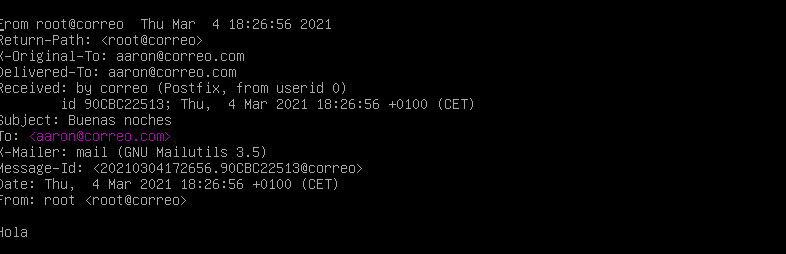 From root@correo  Thu Mar  4 18:26:56 2021
Return-Path: <root@correo>
X-Original-To: aaron@correo.com
Delivered-To: aaron@correo.com
Received: by correo (Postfix, from userid 0)
        id 90CBC22513; Thu,  4 Mar 2021 18:26:56 +0100 (CET)
Subject: Buenas noches
To: <aaron@correo.com>
X-Mailer: mail (GNU Mailutils 3.5)
Message-Id: <20210304172656.90CBC22513@correo>
Date: Thu,  4 Mar 2021 18:26:56 +0100 (CET)
From: root <root@correo>

Hola